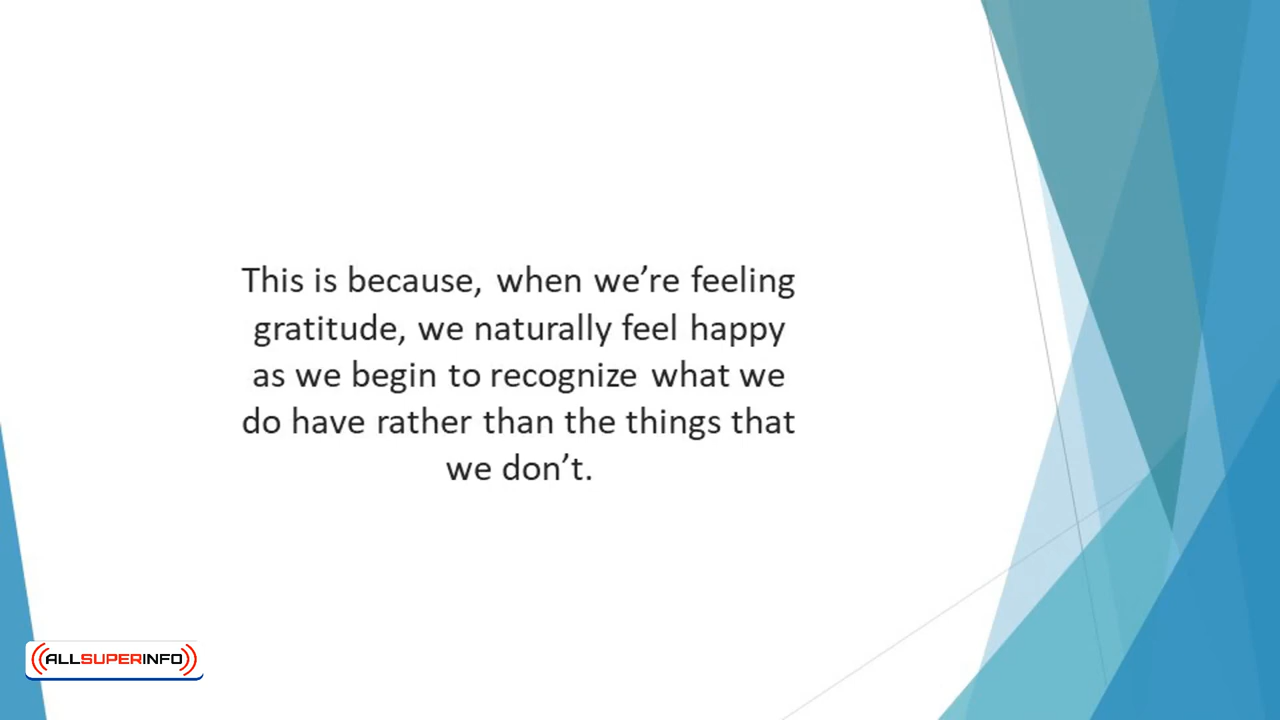 This is because, when we’re feeling
gratitude, we naturally feel happy
as we begin to recognize what we
do have rather than the things that
we don’t.
ALLSUPERINFO